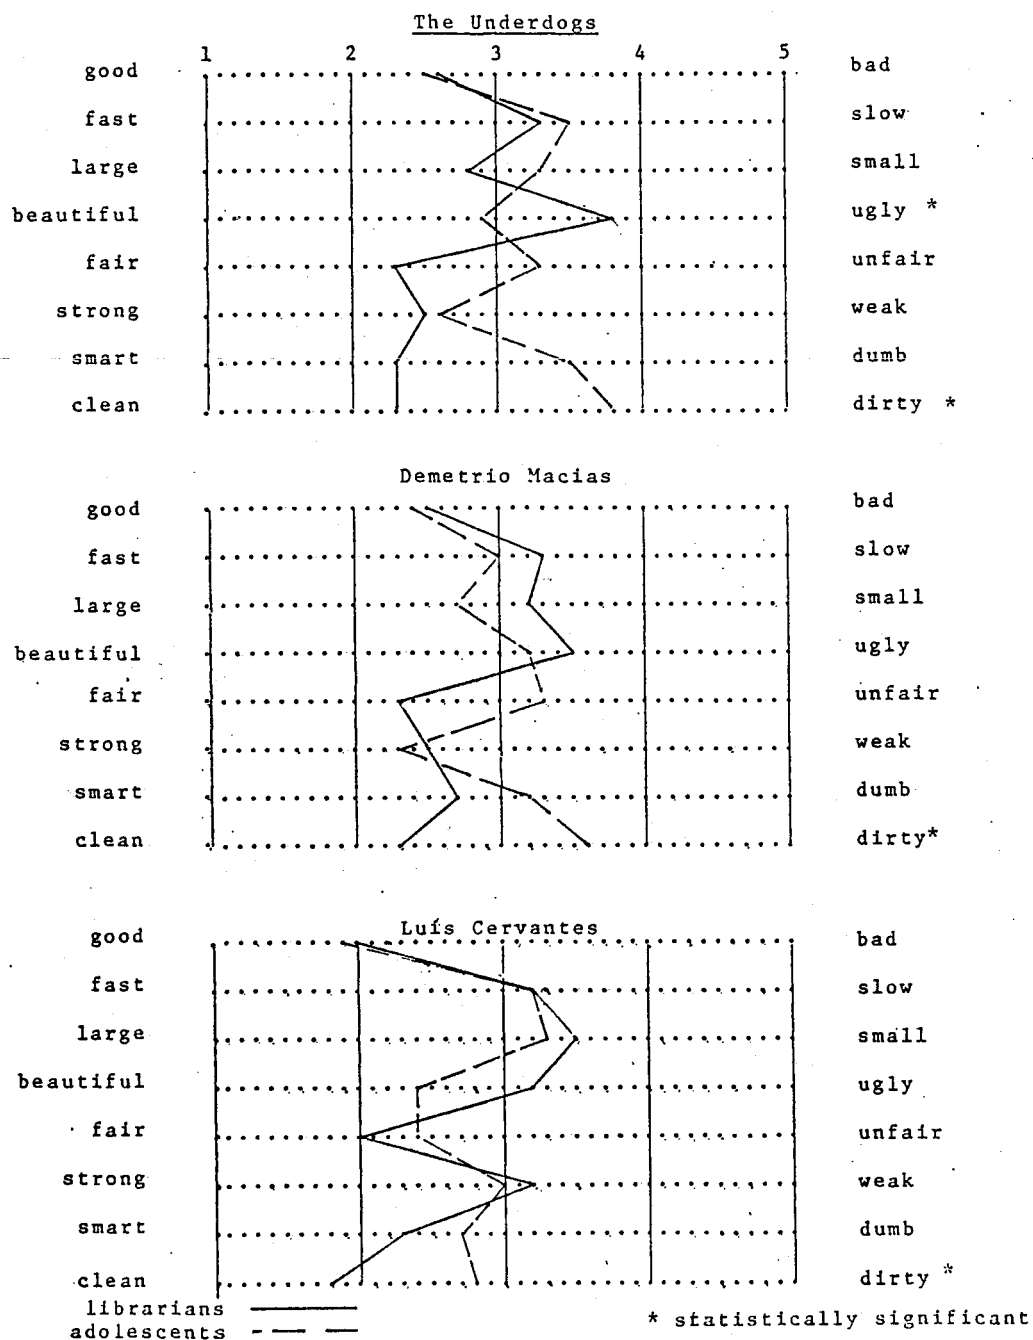 The Underdogs
1 2 3 4 5
good bad
fast slow
large small
beautiful ugly *
fair unfair
strong weak
smart dumb
clean dirty *
Demetrio Macias
good bad
fast slow
large small
beautiful ugly
fair unfair
strong weak
smart dumb
clean dirty*
Luís Cervantes
good bad
fast slow
large small
beautiful ugly
fair unfair
strong weak
smart dumb
clean dirty *
librarians
adolescents
* statistically significant